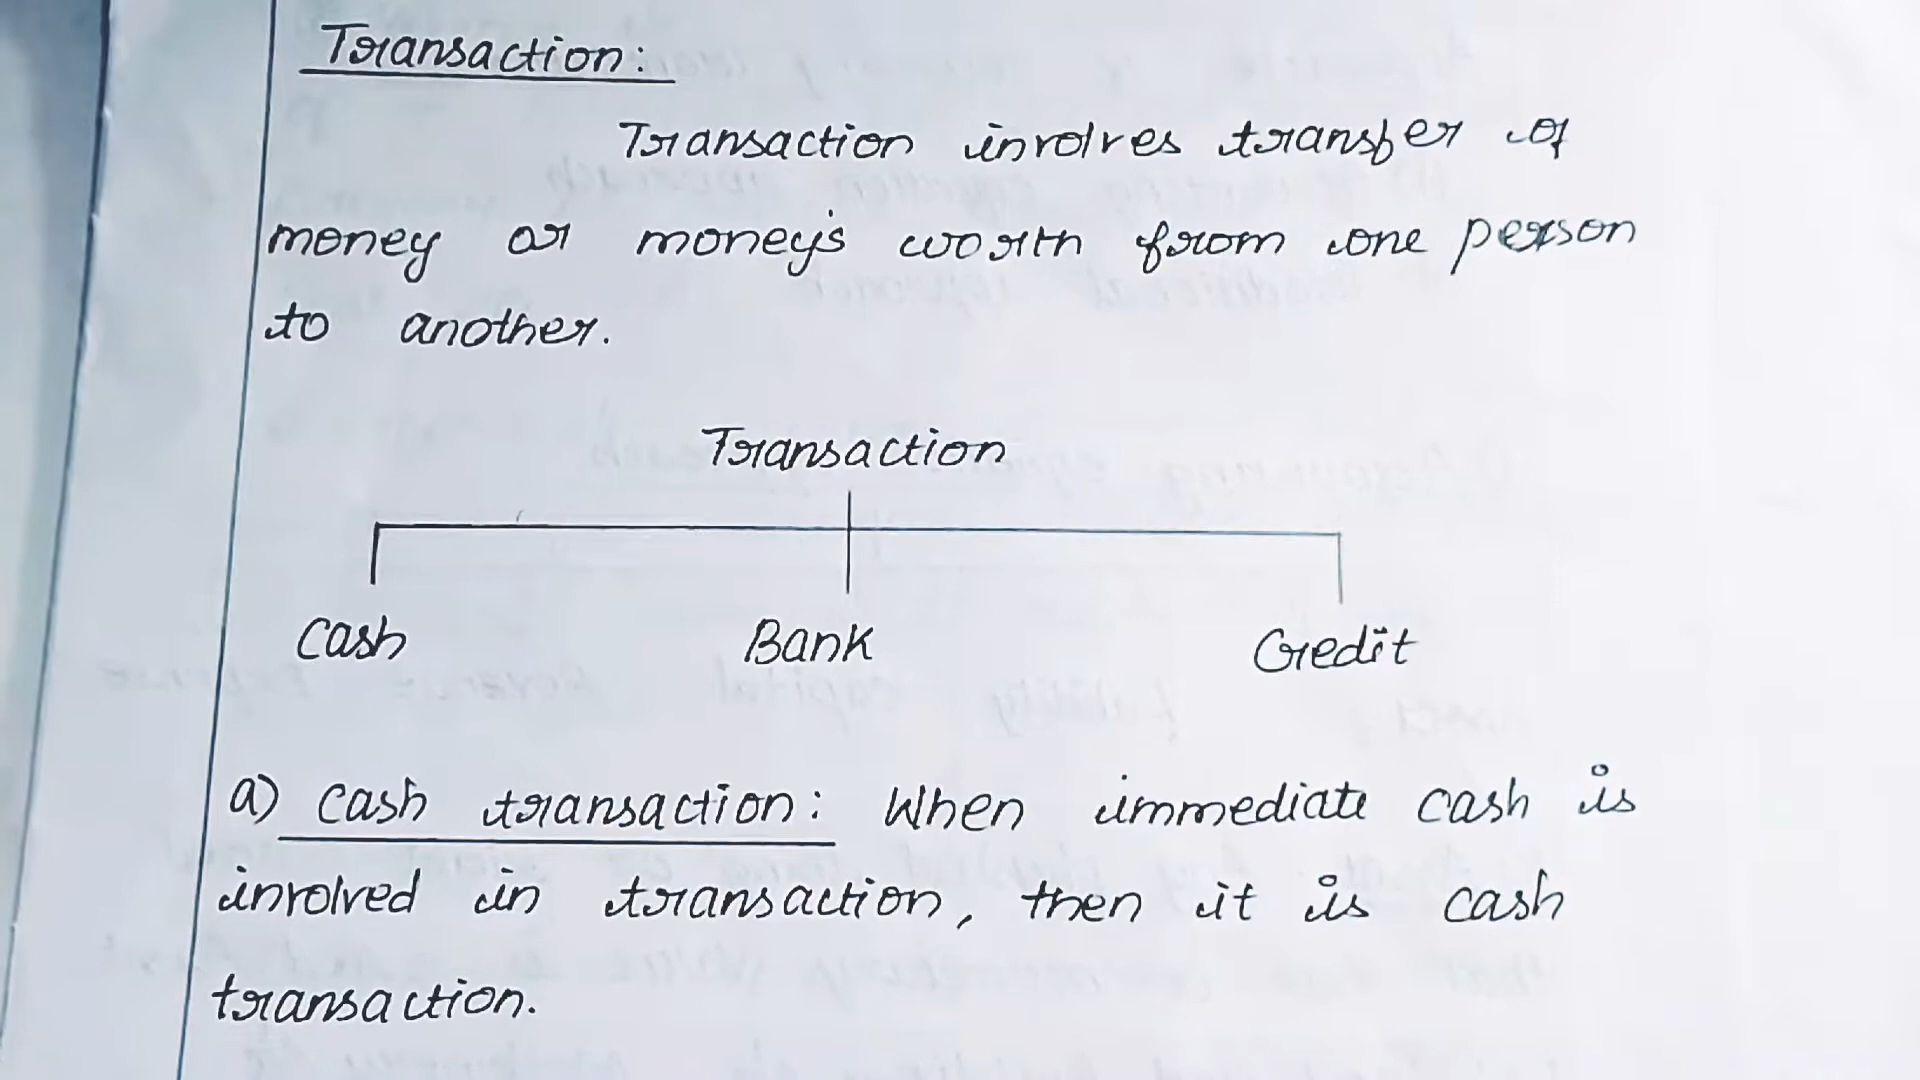 Transaction:
Transaction involves transfer of
money or money's worth from one person
to another.
Transaction
Cash Bank Credit
a) Cash transaction: When immediate cash is
involved in transaction, then it is cash
transaction.